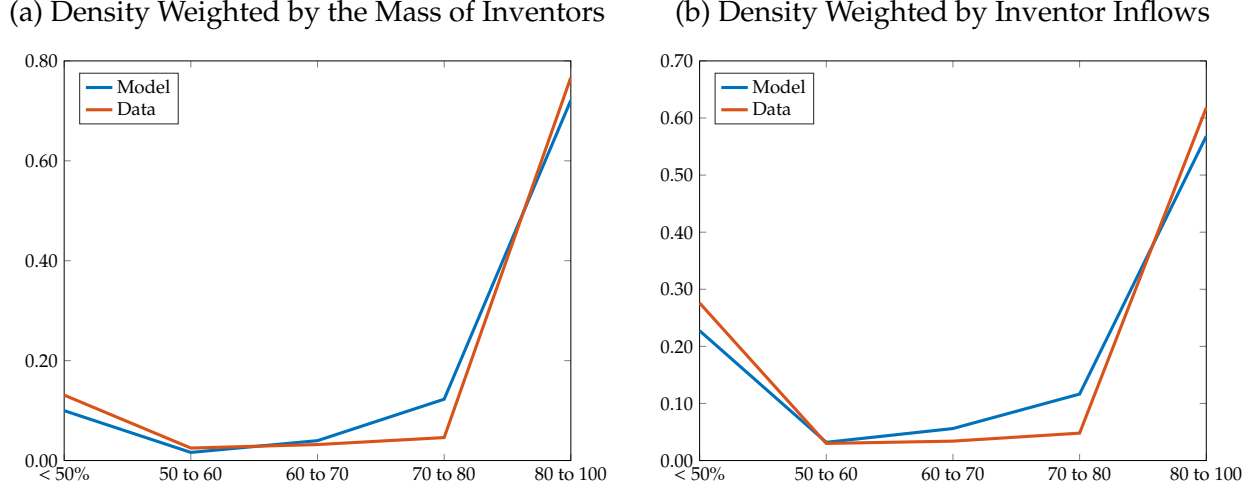 (a) Density Weighted by the Mass of Inventors
0.80
0.60
0.40
0.20
0.00
Model
Data
< 50%
50 to 60
60 to 70
70 to 80
80 to 100
(b) Density Weighted by Inventor Inflows
0.70
0.60
0.50
0.40
0.30
0.20
0.10
0.00
Model
Data
< 50%
50 to 60
60 to 70
70 to 80
80 to 100